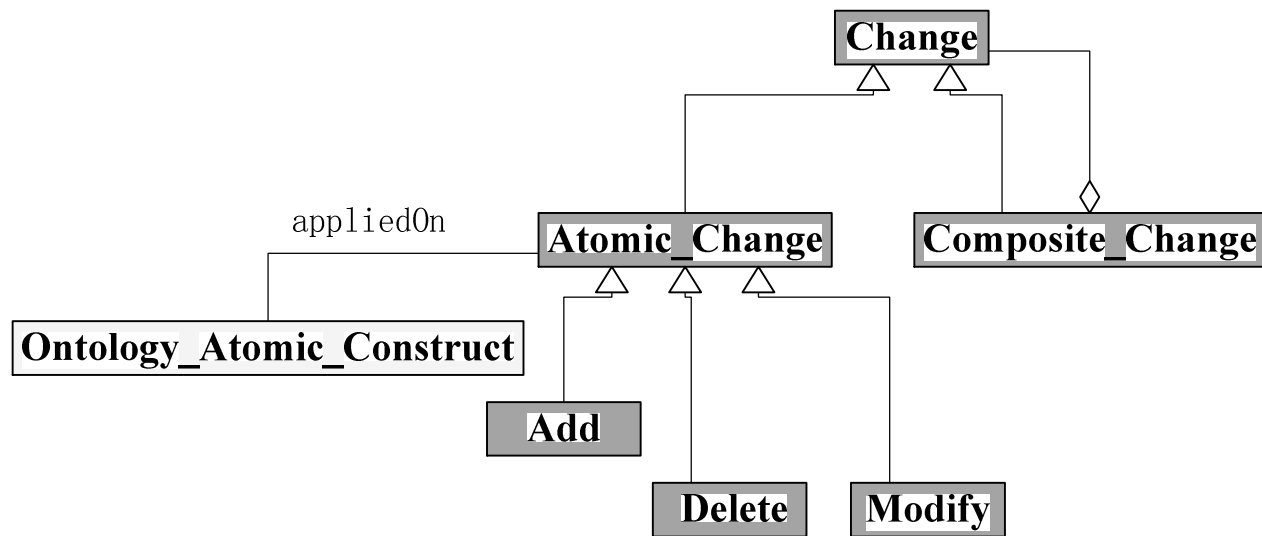 Change
appliedOn
Atomic_Change
Composite_Change
Ontology_Atomic_Construct
Add
Delete
Modify